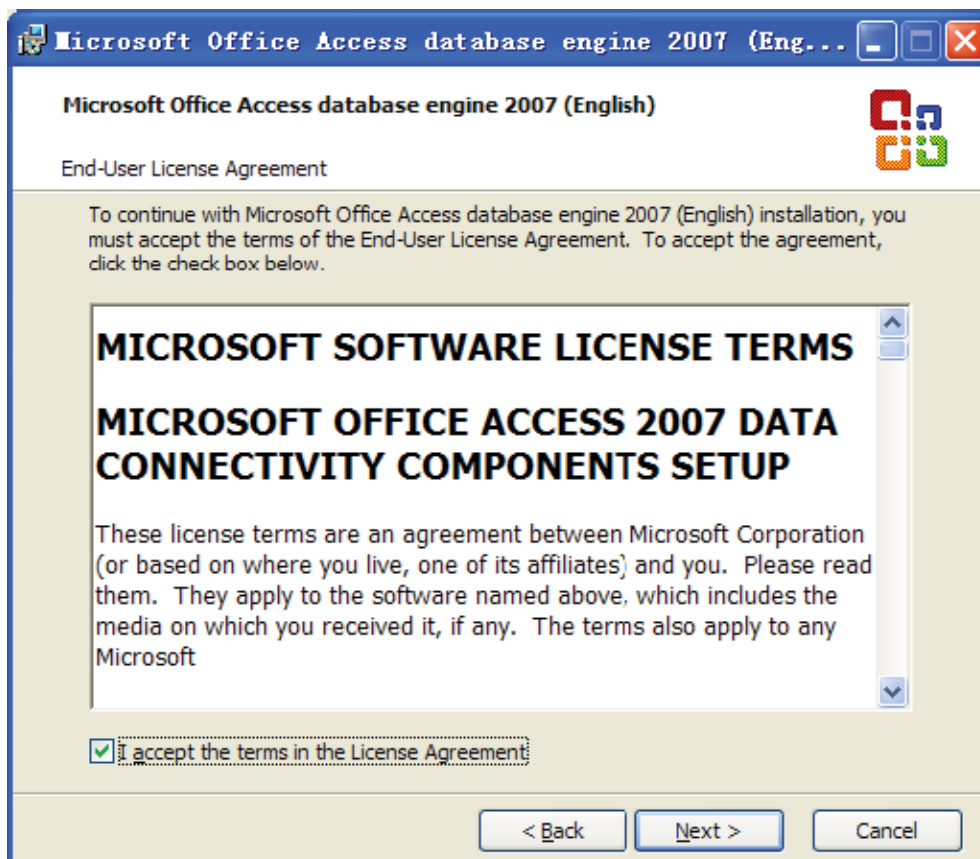 Microsoft Office Access database engine 2007 (Eng...
Microsoft Office Access database engine 2007 (English)
End-User License Agreement
To continue with Microsoft Office Access database engine 2007 (English) installation, you
must accept the terms of the End-User License Agreement.  To accept the agreement,
click the check box below.
MICROSOFT SOFTWARE LICENSE TERMS
MICROSOFT OFFICE ACCESS 2007 DATA
CONNECTIVITY COMPONENTS SETUP
These license terms are an agreement between Microsoft Corporation
(or based on where you live, one of its affiliates) and you.  Please read
them.  They apply to the software named above, which includes the
media on which you received it, if any.  The terms also apply to any
Microsoft
I accept the terms in the License Agreement
< Back Next > Cancel